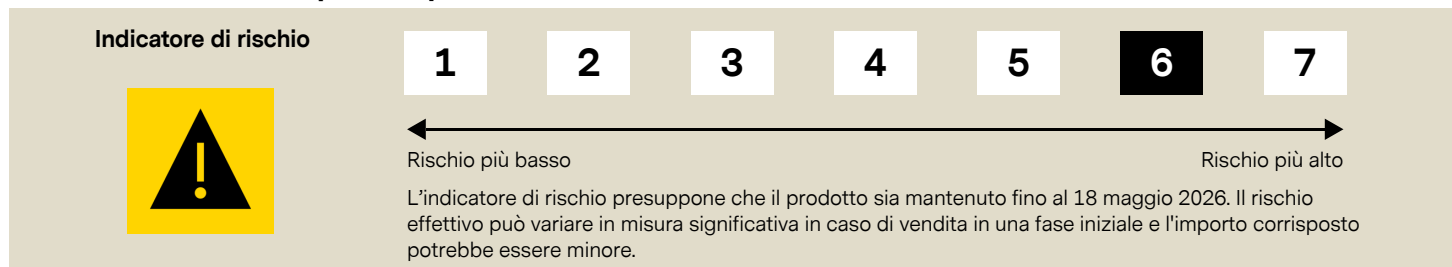 Indicatore di rischio
1 2 3 4 5 6 7
Rischio più basso
Rischio più alto
L'indicatore di rischio presuppone che il prodotto sia mantenuto fino al 18 maggio 2026. Il rischio
effettivo può variare in misura significativa in caso di vendita in una fase iniziale e l'importo corrisposto
potrebbe essere minore.